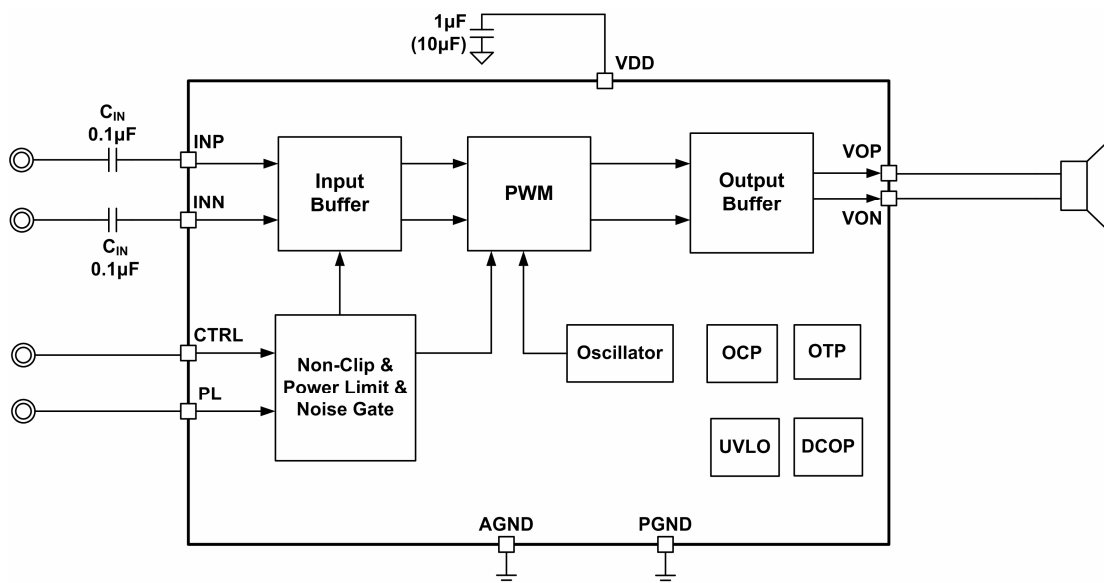 1µF
(10µF)
VDD
CIN
0.1µF
INP
INN
CIN
0.1µF
Input
Buffer
PWM
Output
Buffer
VOP
VON
CTRL
PL
Non-Clip &
Power Limit &
Noise Gate
Oscillator
OCP
OTP
UVLO
DCOP
AGND
PGND